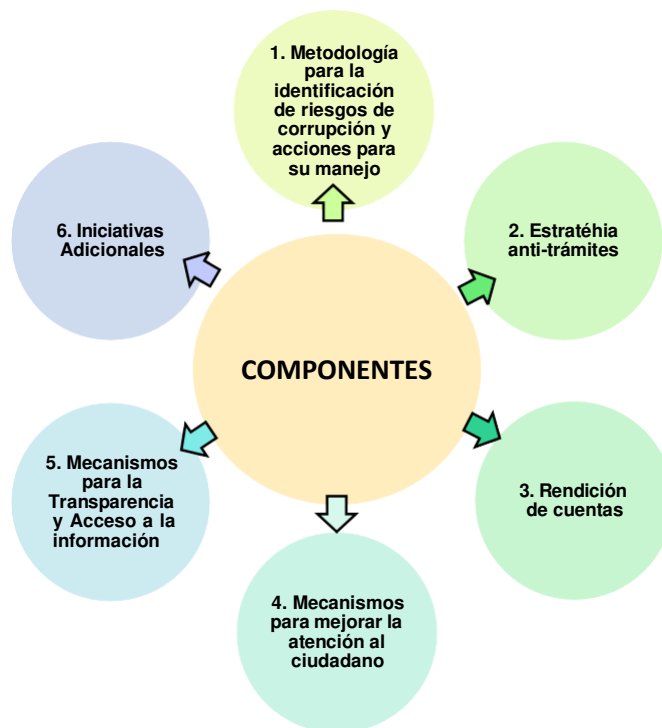 1. Metodología
para la
identificación
de riesgos de
corrupción y
acciones para
su manejo
2. Estratéhia
anti-trámites
3. Rendición
de cuentas
4. Mecanismos
para mejorar la
atención al
ciudadano
5. Mecanismos
para la
Transparencia
y Acceso a la
información
6. Iniciativas
Adicionales
COMPONENTES